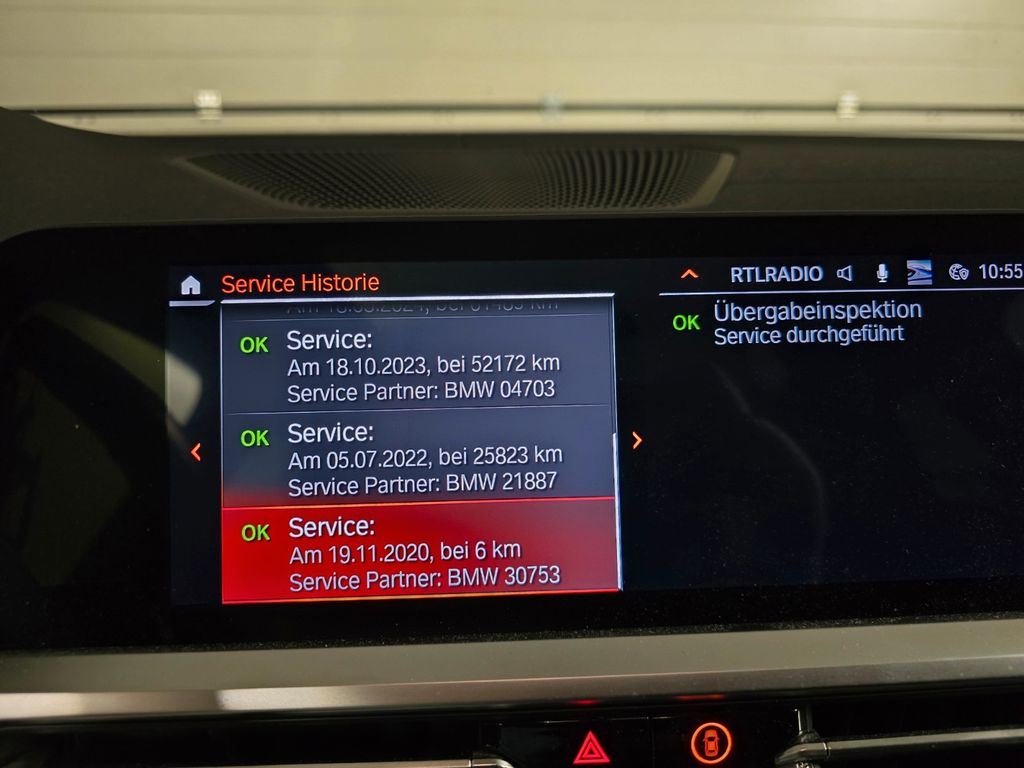 Service Historie
RTLRADIO
10:55
OK
Service:
Am 18.10.2023, bei 52172 km
Service Partner: BMW 04703
OK
Service:
Am 05.07.2022, bei 25823 km
Service Partner: BMW 21887
OK
Service:
Am 19.11.2020, bei 6 km
Service Partner: BMW 30753
OK
Übergabeinspektion
Service durchgeführt